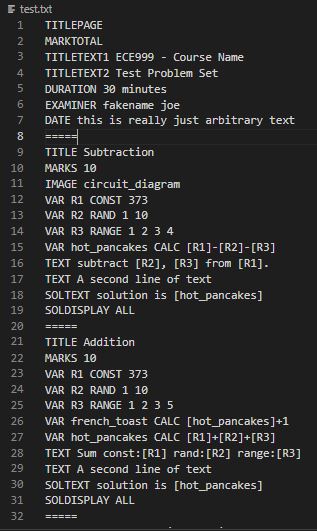 test.txt
1 TITLEPAGE
2 MARKTOTAL
3 TITLETEXT1 ECE999 - Course Name
4 TITLETEXT2 Test Problem Set
5 DURATION 30 minutes
6 EXAMINER fakename joe
7 DATE this is really just arbitrary text
8 =====
9 TITLE Subtraction
10 MARKS 10
11 IMAGE circuit_diagram
12 VAR R1 CONST 373
13 VAR R2 RAND 1 10
14 VAR R3 RANGE 1 2 3 4
15 VAR hot_pancakes CALC [R1]-[R2]-[R3]
16 TEXT subtract [R2], [R3] from [R1].
17 TEXT A second line of text
18 SOLTEXT solution is [hot_pancakes]
19 SOLDISPLAY ALL
20 =====
21 TITLE Addition
22 MARKS 10
23 VAR R1 CONST 373
24 VAR R2 RAND 1 10
25 VAR R3 RANGE 1 2 3 5
26 VAR french_toast CALC [hot_pancakes]+1
27 VAR hot_pancakes CALC [R1]+[R2]+[R3]
28 TEXT Sum const:[R1] rand:[R2] range:[R3]
29 TEXT A second line of text
30 SOLTEXT solution is [hot_pancakes]
31 SOLDISPLAY ALL
32 =====